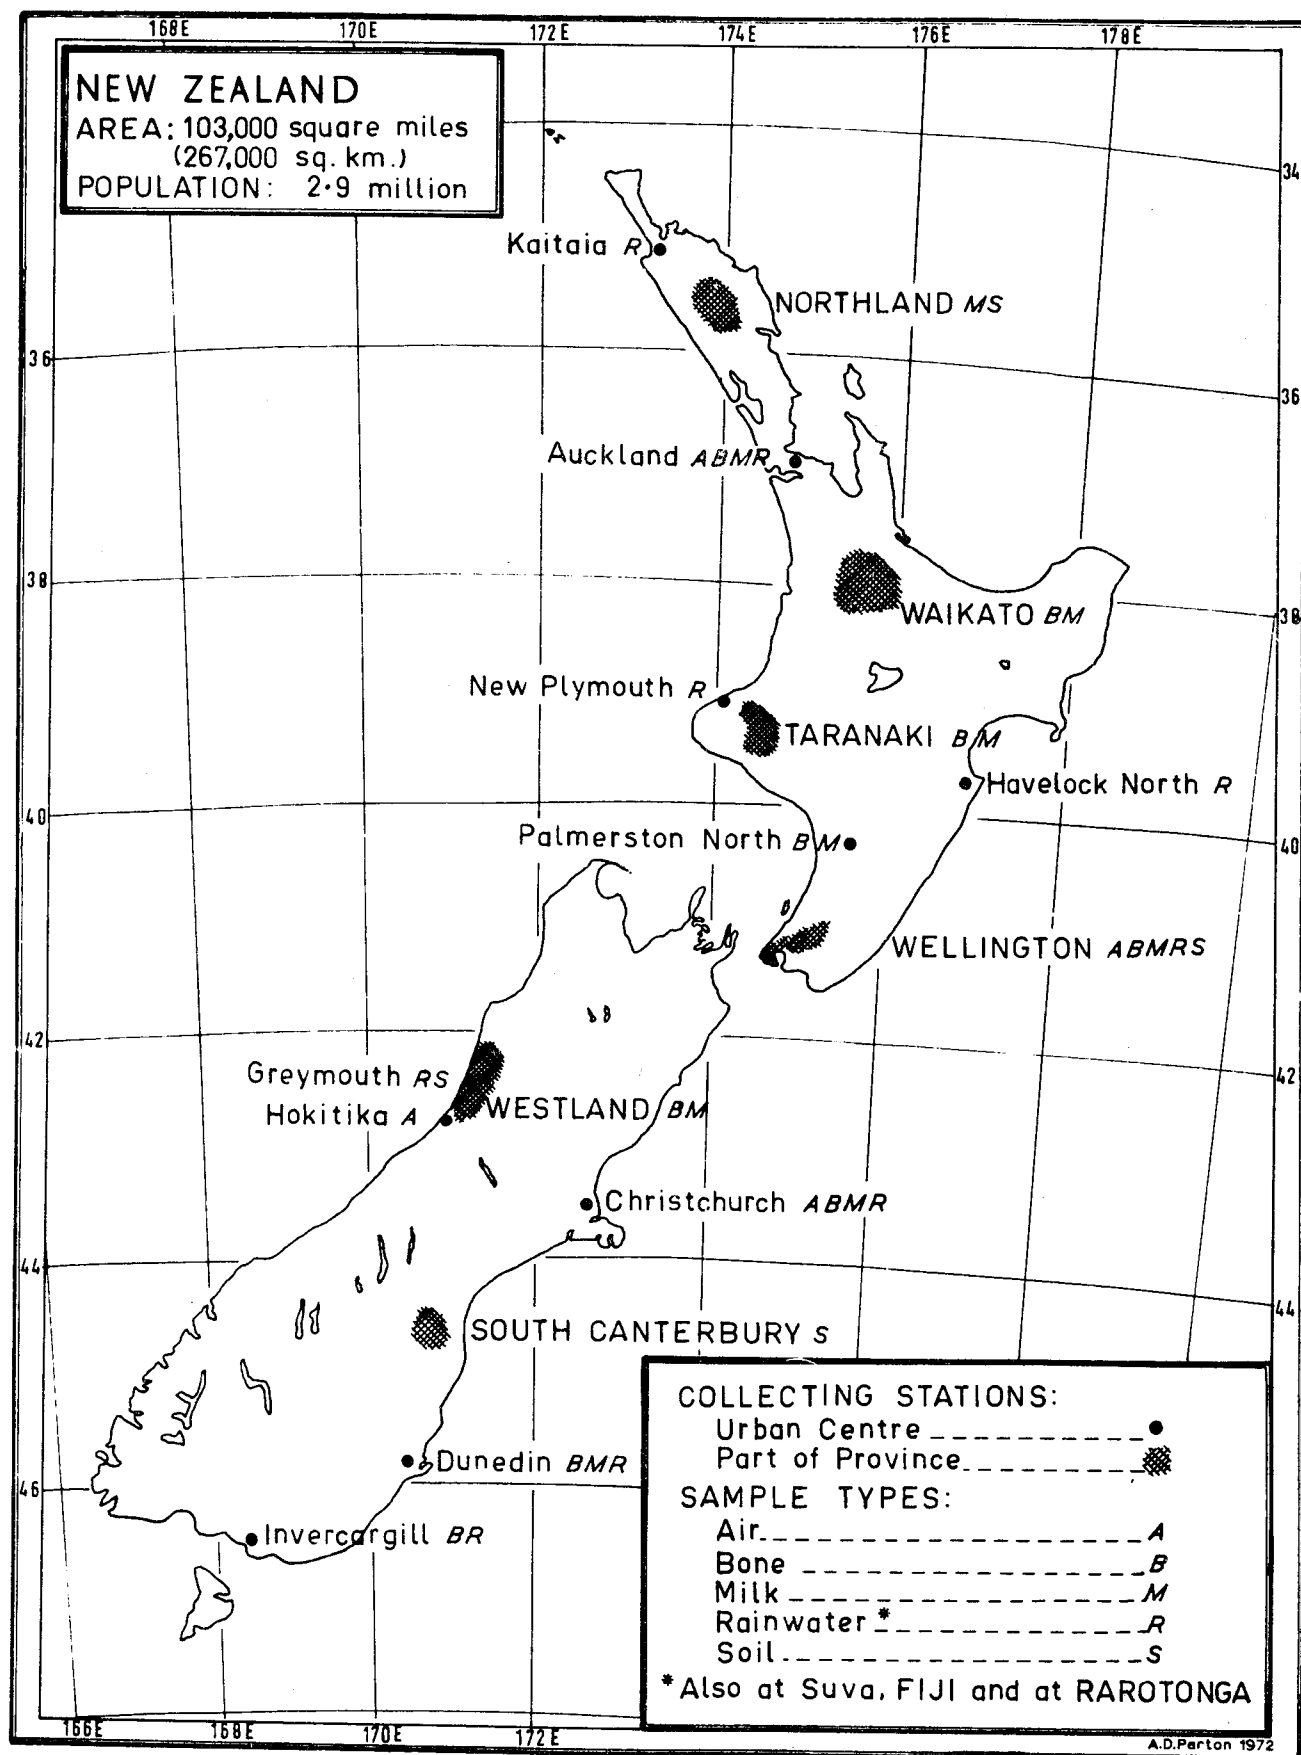 168E 170E 172E 174E 176E 178E
NEW ZEALAND
AREA: 103,000 square miles
(267,000 sq. km.)
POPULATION: 2·9 million
34
Kaitaia R
NORTHLAND MS
36
36
Auckland ABMR
38
WAIKATO BM
38
New Plymouth R
TARANAKI BM
Havelock North R
40
Palmerston North BM
40
WELLINGTON ABMRS
42
Greymouth RS
42
Hokitika A
WESTLAND BM
Christchurch ABMR
44
44
SOUTH CANTERBURY S
Dunedin BMR
46
Invercargill BR
COLLECTING STATIONS:
Urban Centre
Part of Province
SAMPLE TYPES:
Air A
Bone B
Milk M
Rainwater * R
Soil S
*Also at Suva, FIJI and at RAROTONGA
166E 168E 170E 172E
A.D.Parton 1972